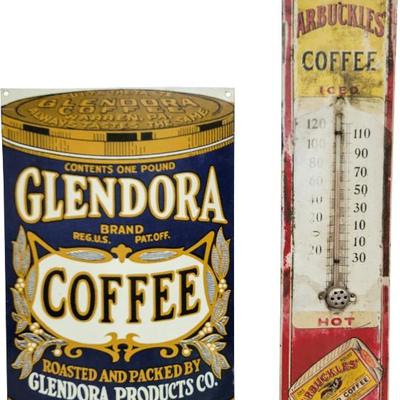 GLENDORA
WARREN, PA.
ALWAYS TASTES THE SAME
CONTENTS ONE POUND
GLENDORA
BRAND
REG.U.S. PAT.OFF.
COFFEE
ROASTED AND PACKED BY
GLENDORA PRODUCTS CO.
ARBUCKLES'
COFFEE
ICED
120
110
100
90
80
70
60
50
40
30
20
0
10
20
30
HOT
ARBUCKLES'
COFFEE